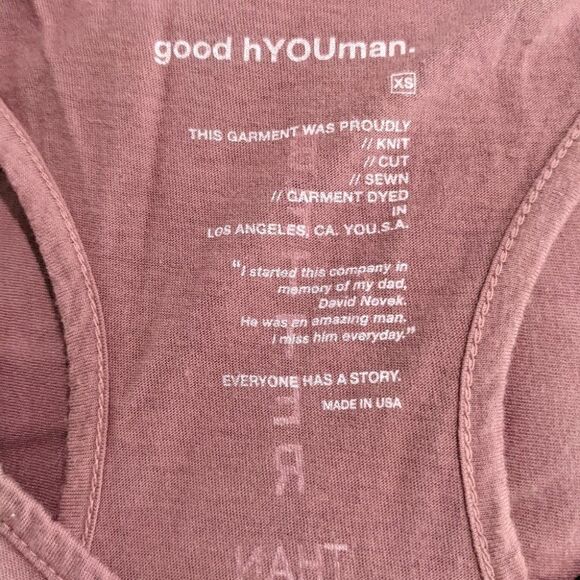 good hYOUman.
XS
THIS GARMENT WAS PROUDLY
// KNIT
// CUT
// SEWN
// GARMENT DYED
IN
LOS ANGELES, CA. YOU.S.A.
"I started this company in
memory of my dad,
David Novek.
He was an amazing man.
I miss him everyday."
EVERYONE HAS A STORY.
MADE IN USA
THAN